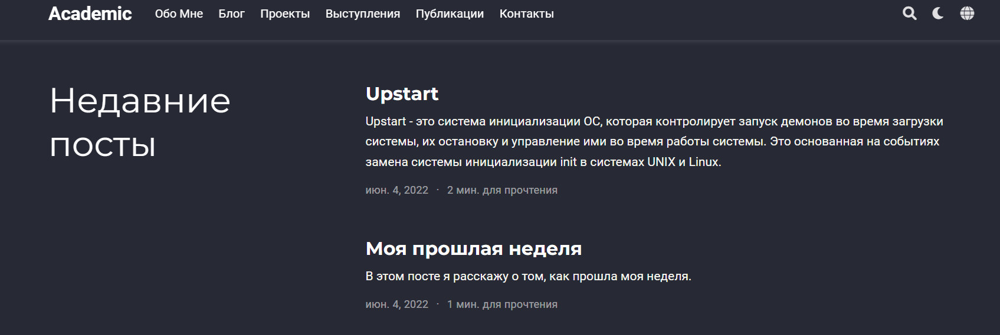 Academic Обо Мне Блог Проекты Выступления Публикации Контакты
Недавние
посты
Upstart
Upstart - это система инициализации ОС, которая контролирует запуск демонов во время загрузки
системы, их остановку и управление ими во время работы системы. Это основанная на событиях
замена системы инициализации init в системах UNIX и Linux.
июн. 4, 2022 · 2 мин. для прочтения
Моя прошлая неделя
В этом посте я расскажу о том, как прошла моя неделя.
июн. 4, 2022 · 1 мин. для прочтения